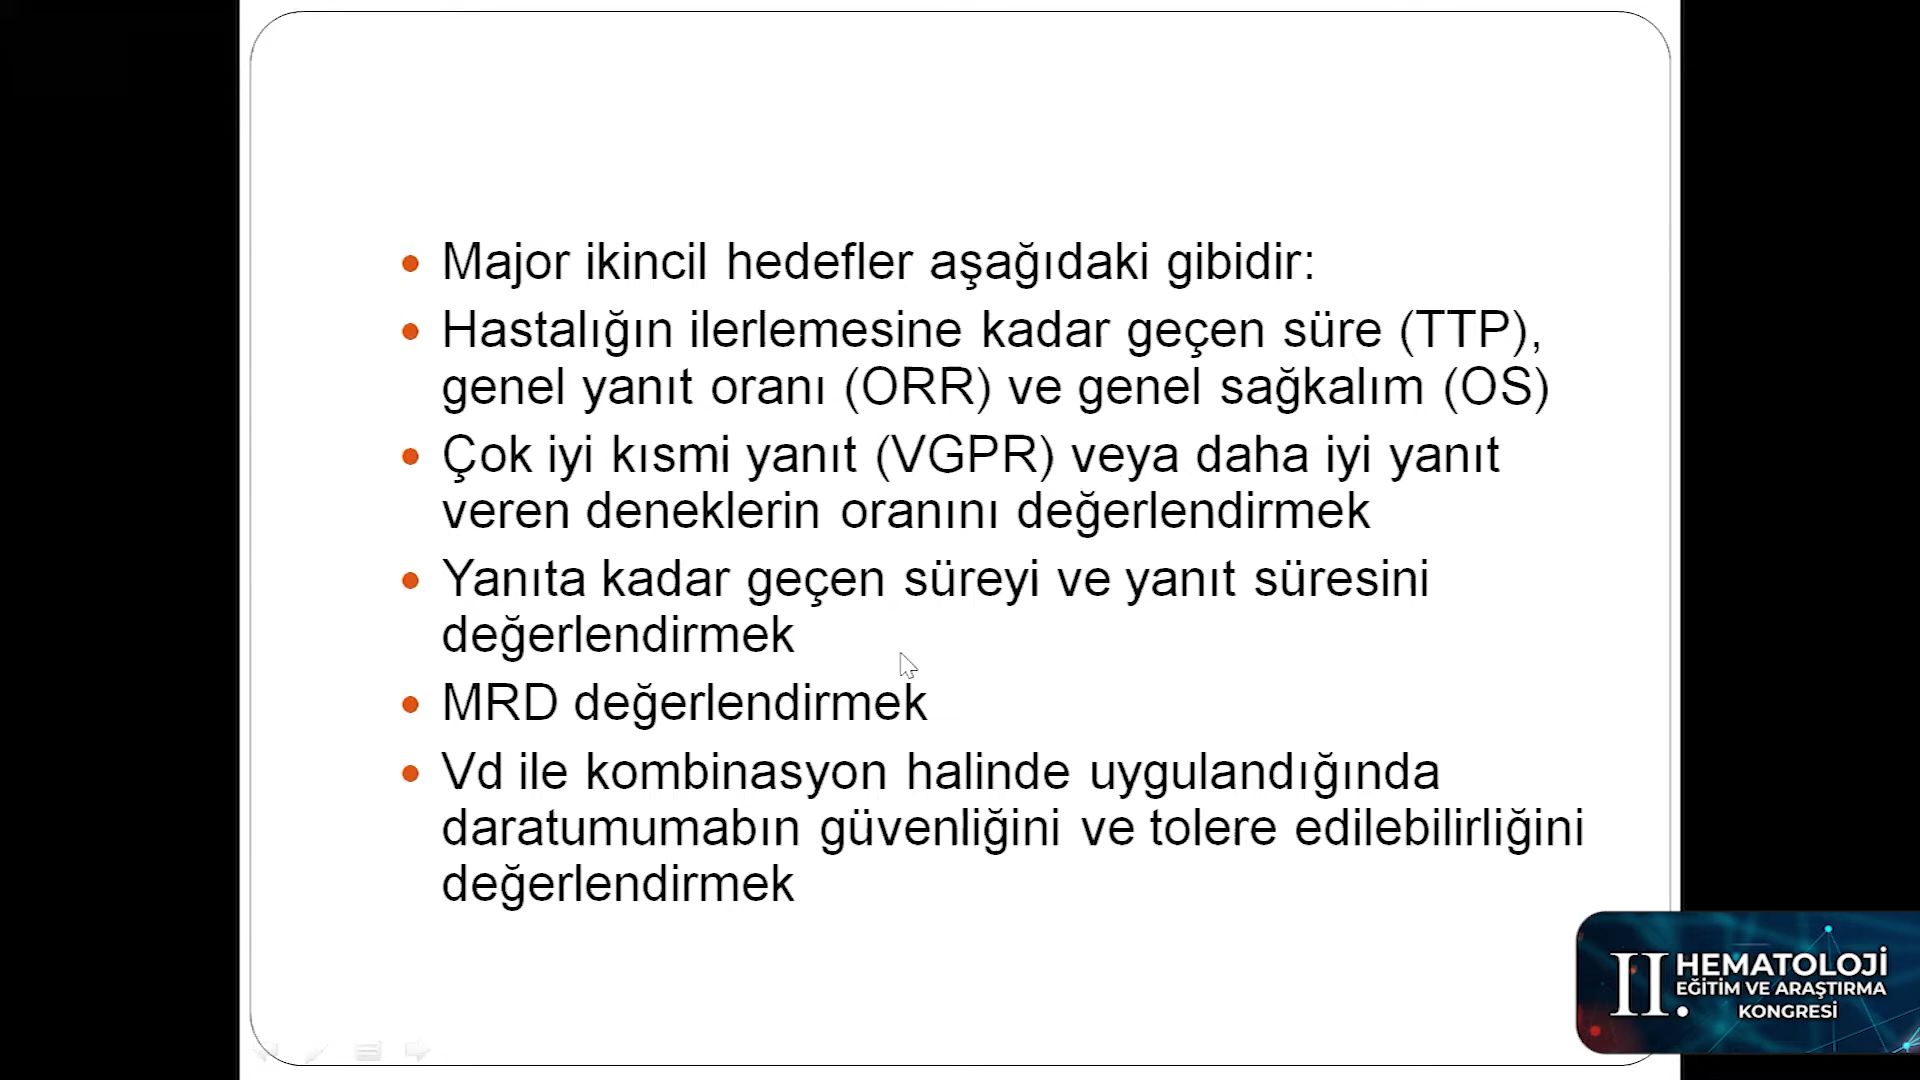 Major ikincil hedefler aşağıdaki gibidir:
Hastalığın ilerlemesine kadar geçen süre (TTP),
genel yanıt oranı (ORR) ve genel sağkalım (OS)
Çok iyi kısmi yanıt (VGPR) veya daha iyi yanıt
veren deneklerin oranını değerlendirmek
Yanıta kadar geçen süreyi ve yanıt süresini
değerlendirmek
MRD değerlendirmek
Vd ile kombinasyon halinde uygulandığında
daratumumabın güvenliğini ve tolere edilebilirliğini
değerlendirmek
II. HEMATOLOJİ
EĞİTİM VE ARAŞTIRMA
KONGRESİ